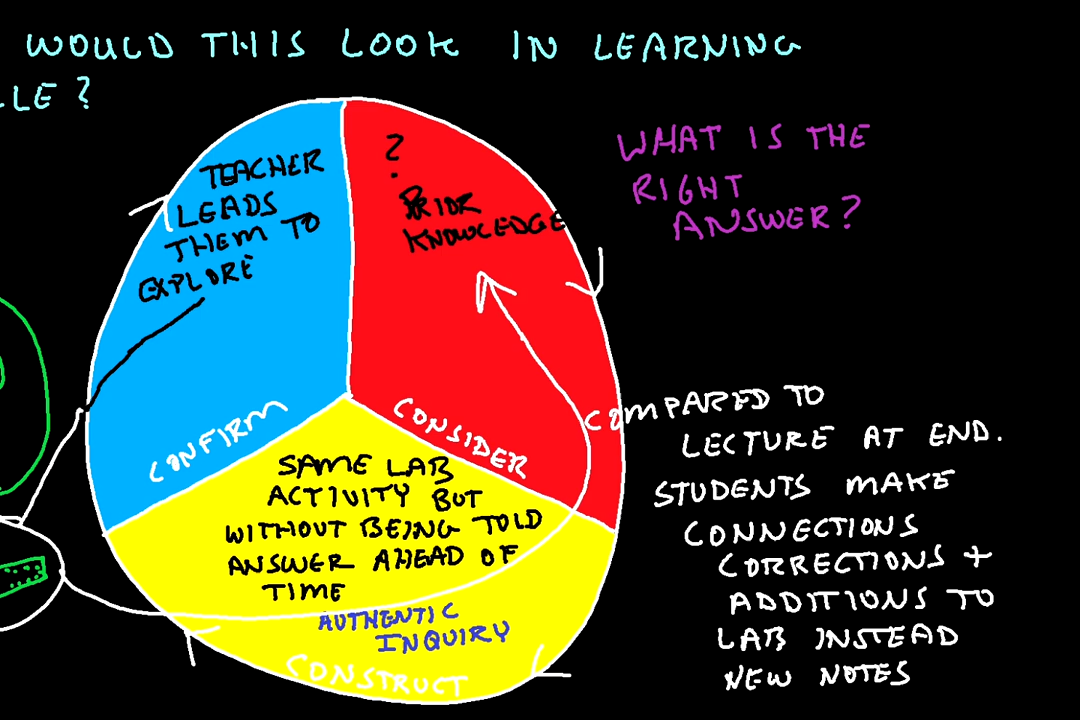 WOULD THIS LOOK IN LEARNING
LE?
TEACHER
LEADS
THEM TO
EXPLORE
?
PRIOR
KNOWLEDGE
WHAT IS THE
RIGHT
ANSWER?
CONFIRM
CONSIDER
SAME LAB
ACTIVITY BUT
WITHOUT BEING TOLD
ANSWER AHEAD OF
TIME
AUTHENTIC
INQUIRY
CONSTRUCT
COMPARED TO
LECTURE AT END.
STUDENTS MAKE
CONNECTIONS
CORRECTIONS +
ADDITIONS TO
LAB INSTEAD
NEW NOTES